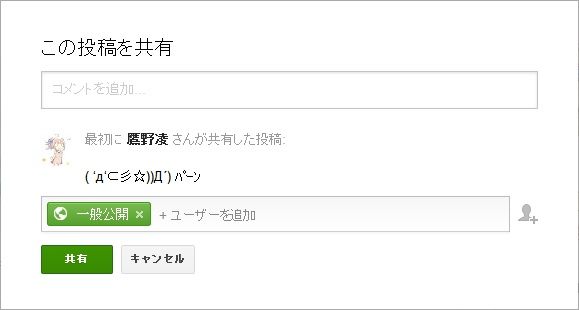 この投稿を共有
コメントを追加...
最初に 鷹野凌 さんが共有した投稿:
( ‘д‘⊂彡☆))Д´) ﾊﾟｰﾝ
一般公開 × + ユーザーを追加
共有 キャンセル